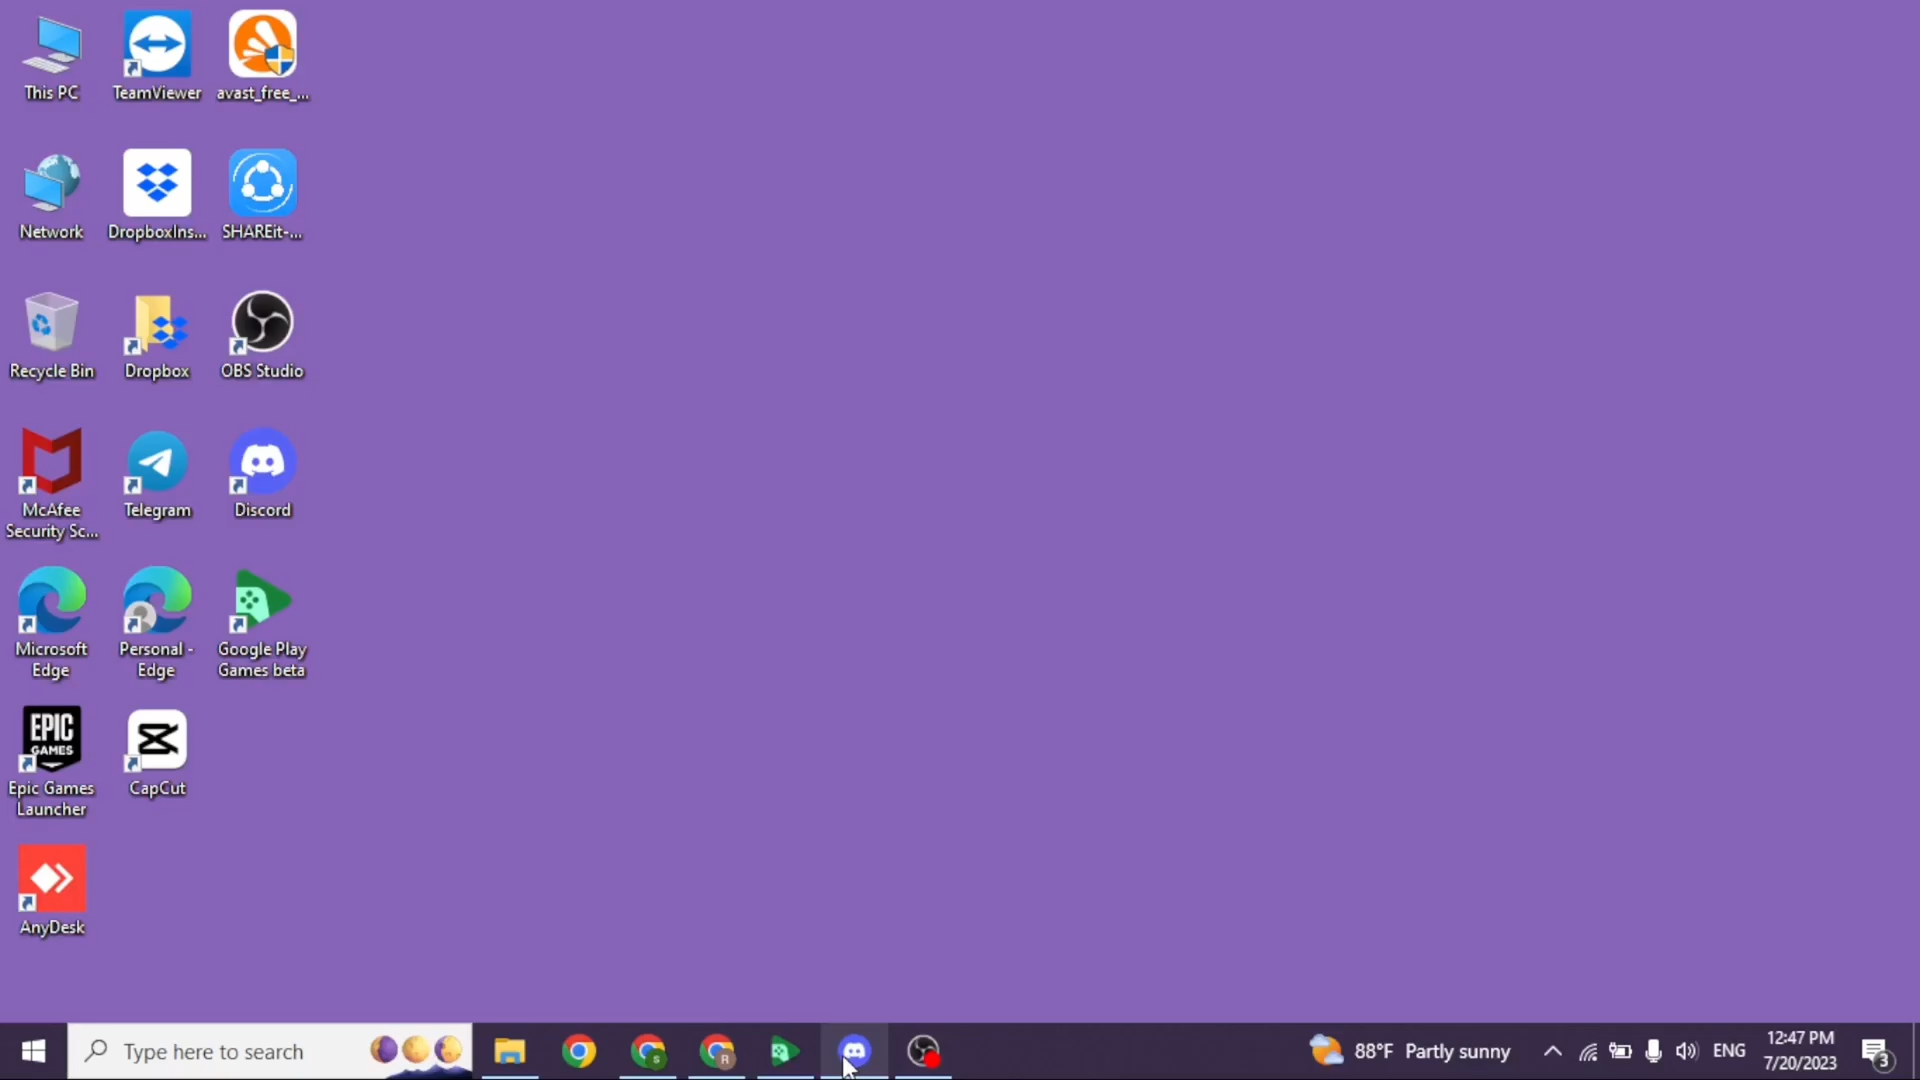 This PC
TeamViewer
avast_free_...
Network
DropboxIns...
SHAREit-...
Recycle Bin
Dropbox
OBS Studio
McAfee
Security Sc...
Telegram
Discord
Microsoft
Edge
Personal -
Edge
Google Play
Games beta
EPIC
GAMES
Epic Games
Launcher
CapCut
AnyDesk
Type here to search
S
R
88°F Partly sunny
ENG
12:47 PM
7/20/2023
3